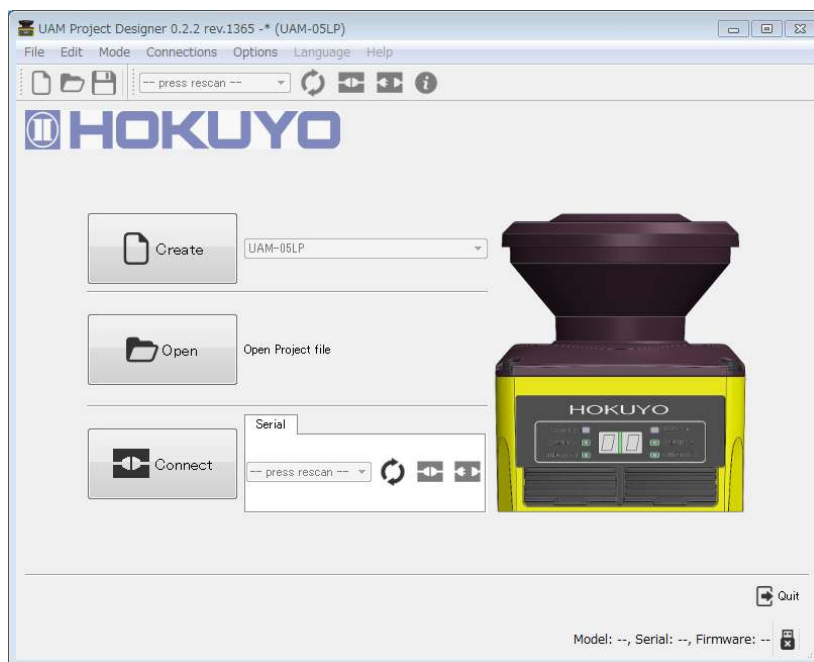 UAM Project Designer 0.2.2 rev.1365 -* (UAM-05LP)
File Edit Mode Connections Options Language Help
-- press rescan --
HOKUYO
Create
UAM-05LP
Open
Open Project file
HOKUYO
Serial
Connect
-- press rescan --
Quit
Model: --, Serial: --, Firmware: --